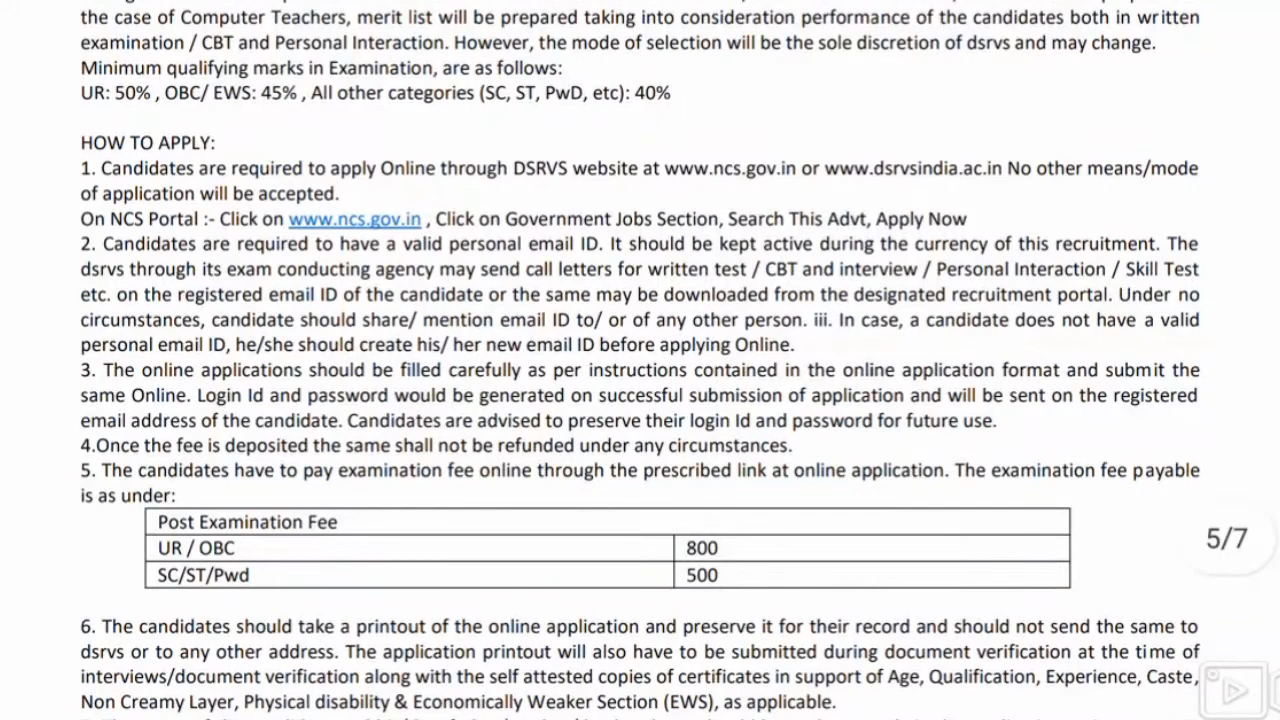 the case of Computer Teachers, merit list will be prepared taking into consideration performance of the candidates both in written
examination / CBT and Personal Interaction. However, the mode of selection will be the sole discretion of dsrvs and may change.
Minimum qualifying marks in Examination, are as follows:
UR: 50% , OBC/ EWS: 45% , All other categories (SC, ST, PwD, etc): 40%
HOW TO APPLY:
1. Candidates are required to apply Online through DSRVS website at www.ncs.gov.in or www.dsrvsindia.ac.in No other means/mode
of application will be accepted.
On NCS Portal :- Click on www.ncs.gov.in , Click on Government Jobs Section, Search This Advt, Apply Now
2. Candidates are required to have a valid personal email ID. It should be kept active during the currency of this recruitment. The
dsrvs through its exam conducting agency may send call letters for written test / CBT and interview / Personal Interaction / Skill Test
etc. on the registered email ID of the candidate or the same may be downloaded from the designated recruitment portal. Under no
circumstances, candidate should share/ mention email ID to/ or of any other person. iii. In case, a candidate does not have a valid
personal email ID, he/she should create his/ her new email ID before applying Online.
3. The online applications should be filled carefully as per instructions contained in the online application format and submit the
same Online. Login Id and password would be generated on successful submission of application and will be sent on the registered
email address of the candidate. Candidates are advised to preserve their login Id and password for future use.
4.Once the fee is deposited the same shall not be refunded under any circumstances.
5. The candidates have to pay examination fee online through the prescribed link at online application. The examination fee payable
is as under:
Post Examination Fee
UR / OBC 800
SC/ST/Pwd 500
5/7
6. The candidates should take a printout of the online application and preserve it for their record and should not send the same to
dsrvs or to any other address. The application printout will also have to be submitted during document verification at the time of
interviews/document verification along with the self attested copies of certificates in support of Age, Qualification, Experience, Caste,
Non Creamy Layer, Physical disability & Economically Weaker Section (EWS), as applicable.